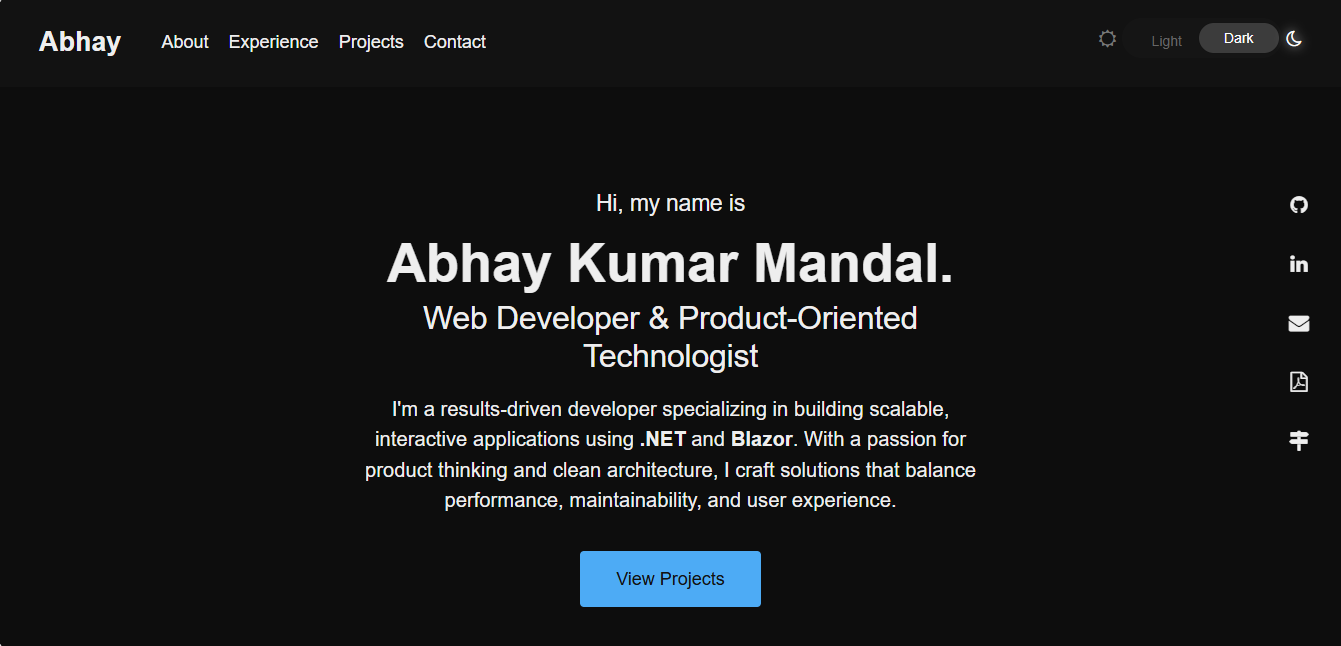 Abhay About Experience Projects Contact Light Dark
Hi, my name is
Abhay Kumar Mandal.
Web Developer & Product-Oriented
Technologist
I'm a results-driven developer specializing in building scalable,
interactive applications using .NET and Blazor. With a passion for
product thinking and clean architecture, I craft solutions that balance
performance, maintainability, and user experience.
View Projects